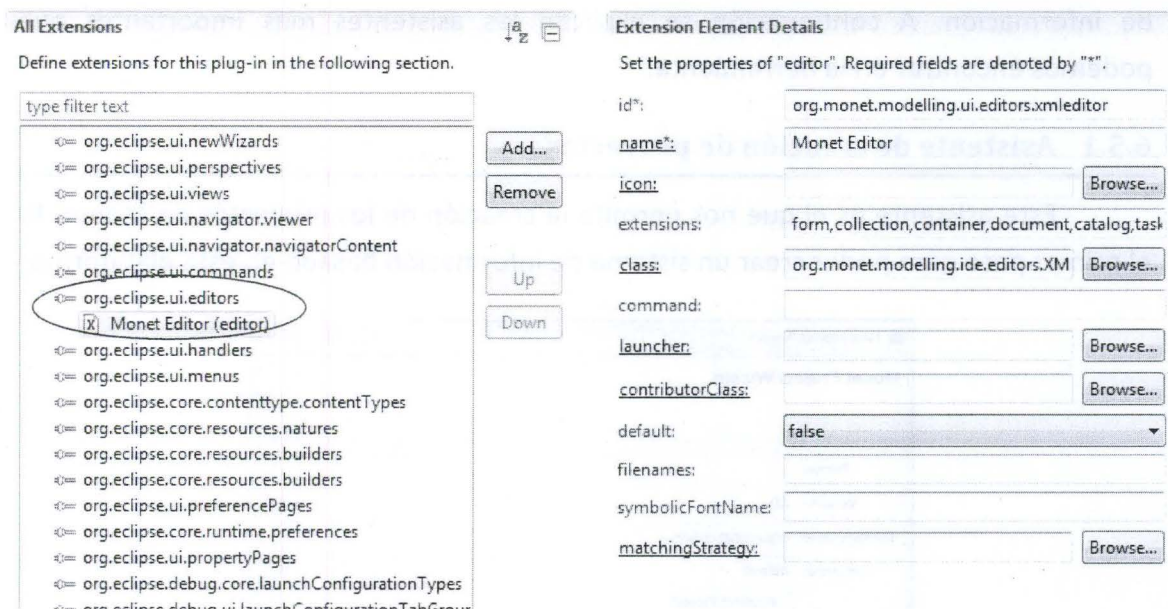 de información. A
All Extensions
Define extensions for this plug-in in the following section.
type filter text
org.eclipse.ui.newWizards
org.eclipse.ui.perspectives
org.eclipse.ui.views
org.eclipse.ui.navigator.viewer
org.eclipse.ui.navigator.navigatorContent
org.eclipse.ui.commands
org.eclipse.ui.editors
Monet Editor (editor)
org.eclipse.ui.handlers
org.eclipse.ui.menus
org.eclipse.core.contenttype.contentTypes
org.eclipse.core.resources.natures
org.eclipse.core.resources.builders
org.eclipse.core.resources.builders
org.eclipse.ui.preferencePages
org.eclipse.core.runtime.preferences
org.eclipse.ui.propertyPages
org.eclipse.debug.core.launchConfigurationTypes
org.eclipse.debug.ui.launchConfigurationTabGroup
Add...
Remove
Up
Down
Extension Element Details
Set the properties of "editor". Required fields are denoted by "*".
id*: org.monet.modelling.ui.editors.xmleditor
name*: Monet Editor
icon: Browse...
extensions: form,collection,container,document,catalog,task
class: org.monet.modelling.ide.editors.XM Browse...
command:
launcher: Browse...
contributorClass: Browse...
default: false
filenames:
symbolicFontName:
matchingStrategy: Browse...